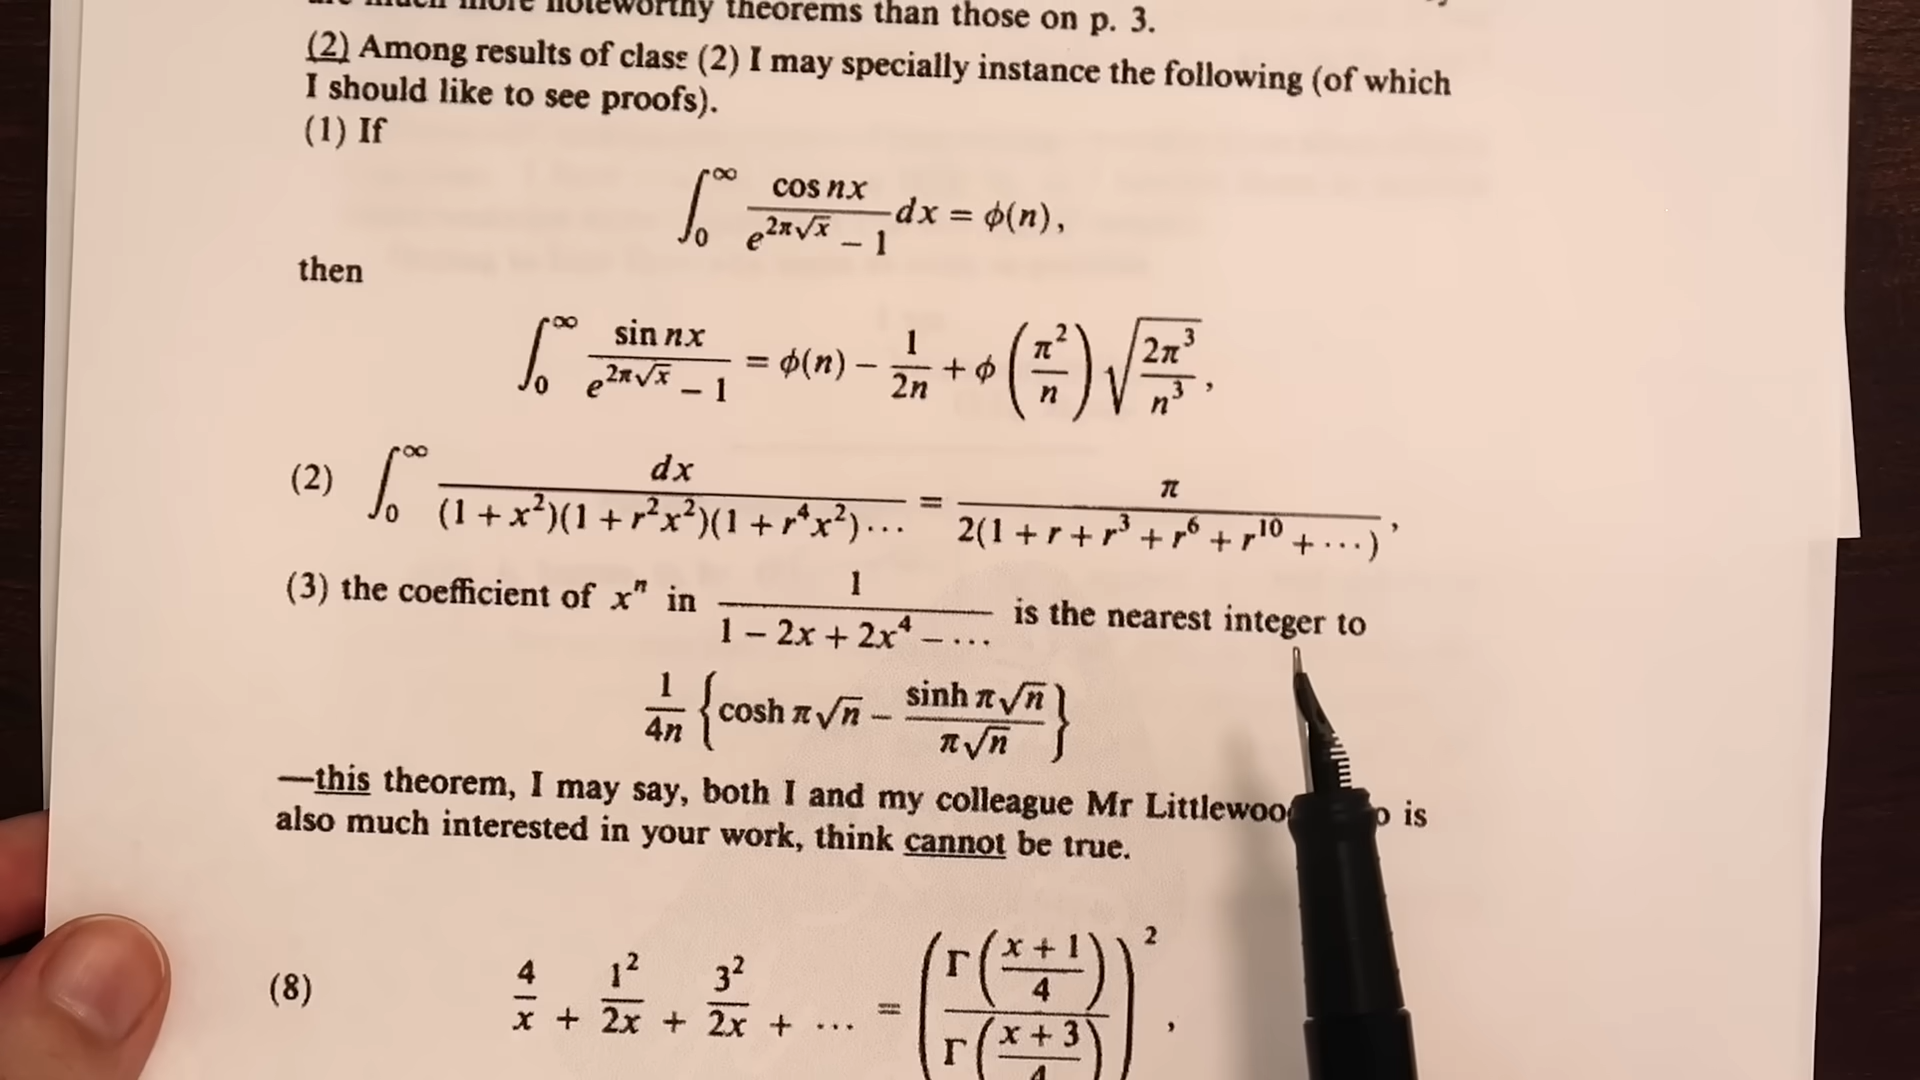 are much more noteworthy theorems than those on p. 3.
(2) Among results of class (2) I may specially instance the following (of which
I should like to see proofs).
(1) If
∫₀^∞ cos nx / (e^{2π√x} − 1) dx = ϕ(n),
then
∫₀^∞ sin nx / (e^{2π√x} − 1) = ϕ(n) − 1/2n + ϕ(π²/n) √(2π³/n³),
(2) ∫₀^∞ dx / ((1 + x²)(1 + r²x²)(1 + r⁴x²)⋯) = π / (2(1 + r + r³ + r⁶ + r¹⁰ + ⋯)),
(3) the coefficient of xⁿ in 1 / (1 − 2x + 2x⁴ − ⋯) is the nearest integer to
1/4n {cosh π√n − sinh π√n / π√n}
—this theorem, I may say, both I and my colleague Mr Littlewoo o is
also much interested in your work, think cannot be true.
(8) 4/x + 1²/2x + 3²/2x + ⋯ = (Γ((x + 1)/4) / Γ((x + 3)/4))²,